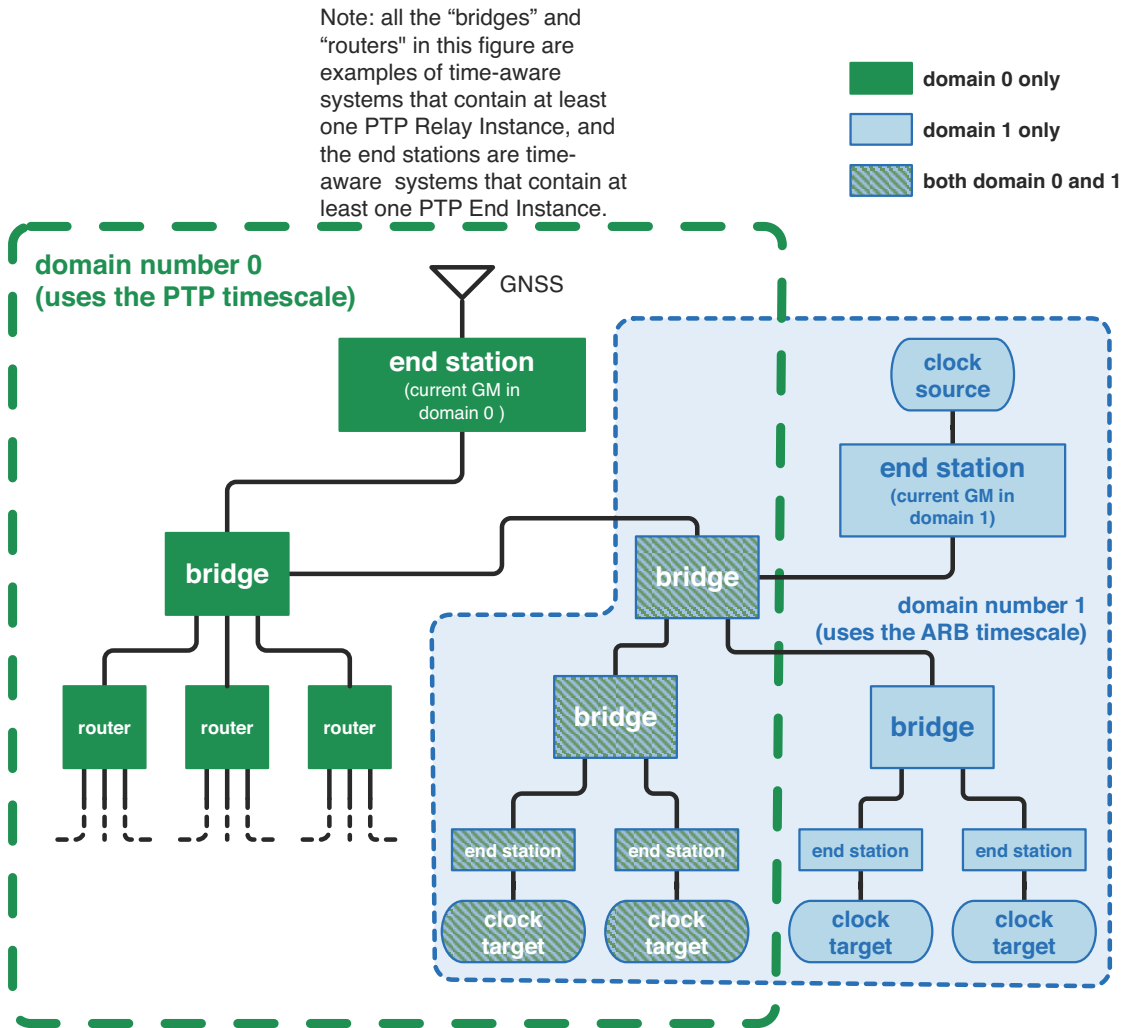 Note: all the “bridges” and
“routers" in this figure are
examples of time-aware
systems that contain at least
one PTP Relay Instance, and
the end stations are time-
aware  systems that contain at
least one PTP End Instance.
domain 0 only
domain 1 only
both domain 0 and 1
domain number 0
(uses the PTP timescale)
GNSS
end station
(current GM in
domain 0 )
clock
source
end station
(current GM in
domain 1)
bridge
bridge
domain number 1
(uses the ARB timescale)
router
router
router
bridge
bridge
end station
end station
end station
end station
clock
target
clock
target
clock
target
clock
target